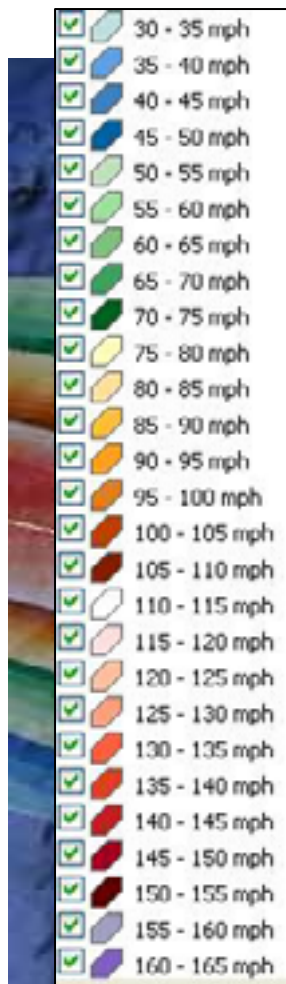 30 - 35 mph
35 - 40 mph
40 - 45 mph
45 - 50 mph
50 - 55 mph
55 - 60 mph
60 - 65 mph
65 - 70 mph
70 - 75 mph
75 - 80 mph
80 - 85 mph
85 - 90 mph
90 - 95 mph
95 - 100 mph
100 - 105 mph
105 - 110 mph
110 - 115 mph
115 - 120 mph
120 - 125 mph
125 - 130 mph
130 - 135 mph
135 - 140 mph
140 - 145 mph
145 - 150 mph
150 - 155 mph
155 - 160 mph
160 - 165 mph